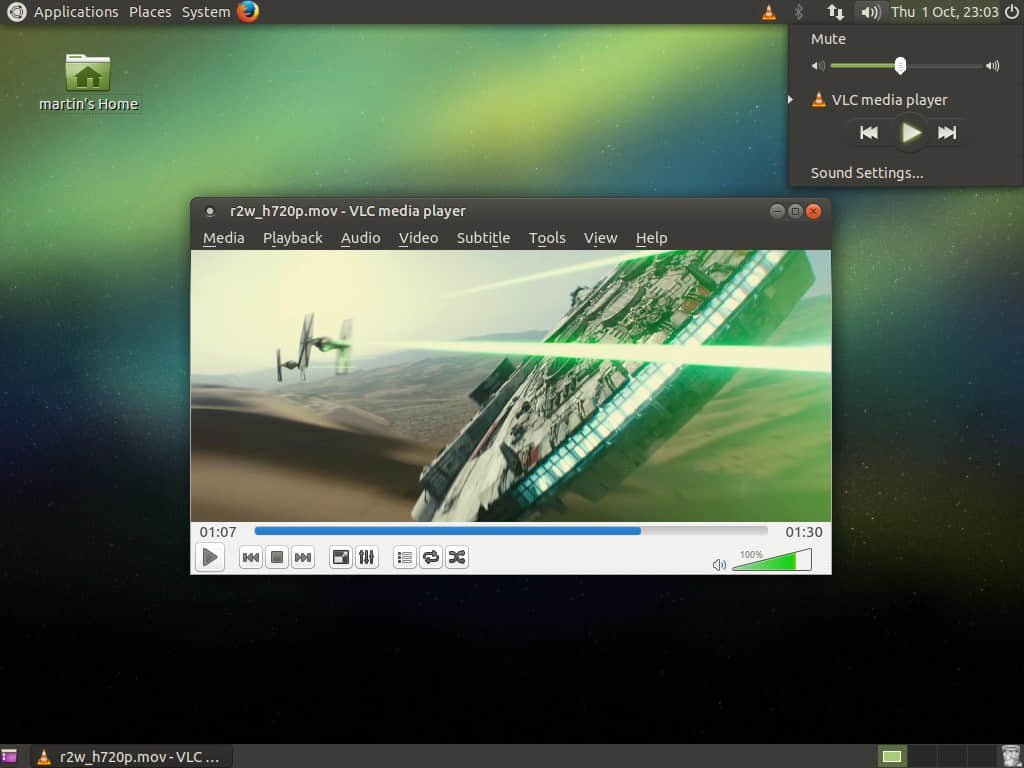 Applications Places System
Thu 1 Oct, 23:03
Mute
VLC media player
Sound Settings...
martin's Home
r2w_h720p.mov - VLC media player
Media Playback Audio Video Subtitle Tools View Help
01:07
01:30
100%
r2w_h720p.mov - VLC ...